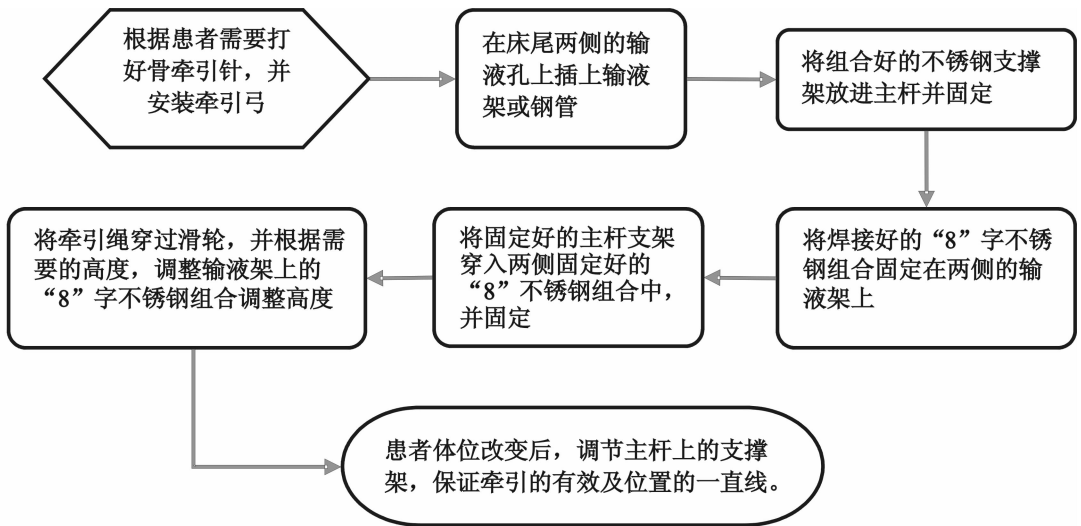 根据患者需要打
好骨牵引针，并
安装牵引弓
在床尾两侧的输
液孔上插上输液
架或钢管
将组合好的不锈钢支撑
架放进主杆并固定
将焊接好的“8”字不锈
钢组合固定在两侧的输
液架上
将固定好的主杆支架
穿入两侧固定好的
“8”不锈钢组合中，
并固定
将牵引绳穿过滑轮，并根据需
要的高度，调整输液架上的
“8”字不锈钢组合调整高度
患者体位改变后，调节主杆上的支撑
架，保证牵引的有效及位置的一直线。